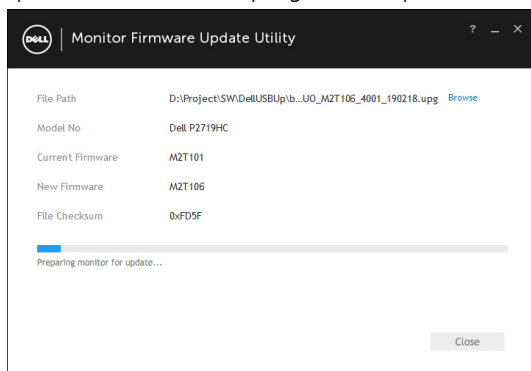 DELL | Monitor Firmware Update Utility ? _ ×
File Path D:\Project\SW\DellUSBUp\b...UO_M2T106_4001_190218.upg Browse
Model No Dell P2719HC
Current Firmware M2T101
New Firmware M2T106
File Checksum 0xFD5F
Preparing monitor for update...
Close